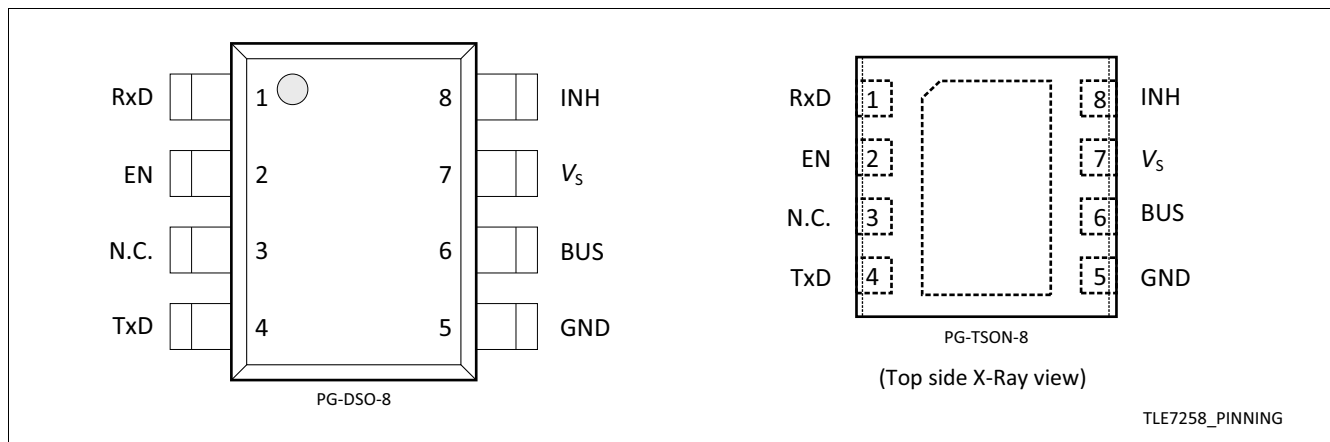 RxD 1 8 INH
EN 2 7 VS
N.C. 3 6 BUS
TxD 4 5 GND
PG-DSO-8
RxD 1 8 INH
EN 2 7 VS
N.C. 3 6 BUS
TxD 4 5 GND
PG-TSON-8
(Top side X-Ray view)
TLE7258_PINNING